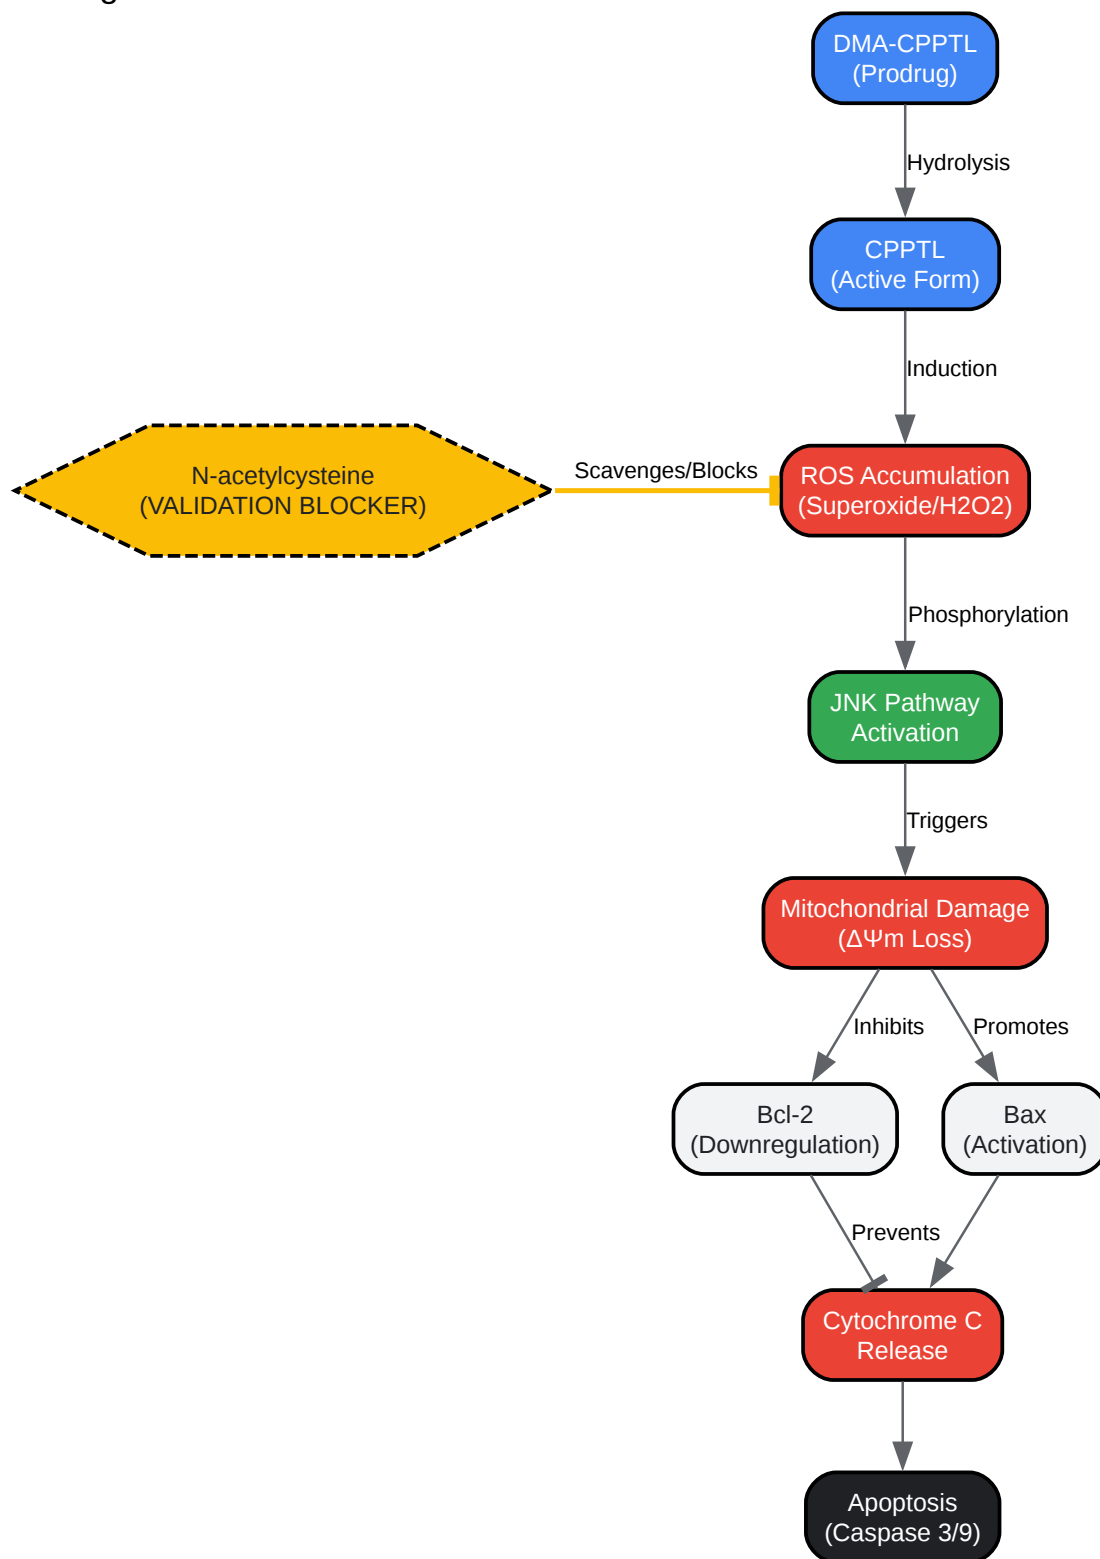 DMA-CPPTL
(Prodrug)
Hydrolysis
CPPTL
(Active Form)
Induction
N-acetylcysteine
(VALIDATION BLOCKER)
Scavenges/Blocks
ROS Accumulation
(Superoxide/H2O2)
Phosphorylation
JNK Pathway
Activation
Triggers
Mitochondrial Damage
(ΔΨm Loss)
Inhibits
Promotes
Bcl-2
(Downregulation)
Bax
(Activation)
Prevents
Cytochrome C
Release
Apoptosis
(Caspase 3/9)